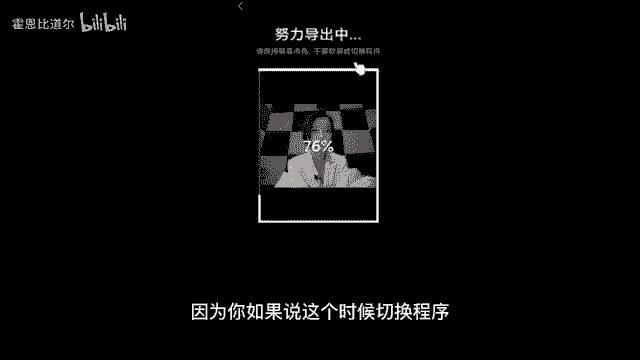 霍恩比道尔 bilibili
努力导出中...
请保持屏幕点亮，不要锁屏或切换程序
76%
因为你如果说这个时候切换程序